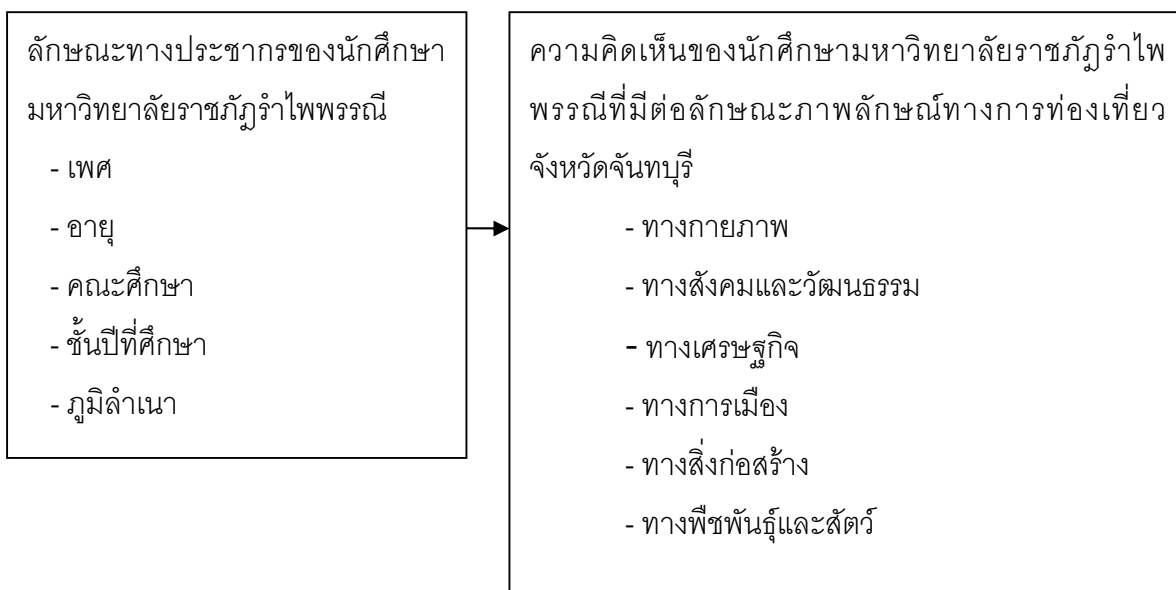 ลักษณะทางประชากรของนักศึกษา
มหาวิทยาลัยราชภัฏรำไพพรรณี
- เพศ
- อายุ
- คณะศึกษา
- ชั้นปีที่ศึกษา
- ภูมิลำเนา
ความคิดเห็นของนักศึกษามหาวิทยาลัยราชภัฏรำไพ
พรรณีที่มีต่อลักษณะภาพลักษณ์ทางการท่องเที่ยว
จังหวัดจันทบุรี
- ทางกายภาพ
- ทางสังคมและวัฒนธรรม
- ทางเศรษฐกิจ
- ทางการเมือง
- ทางสิ่งก่อสร้าง
- ทางพืชพันธุ์และสัตว์